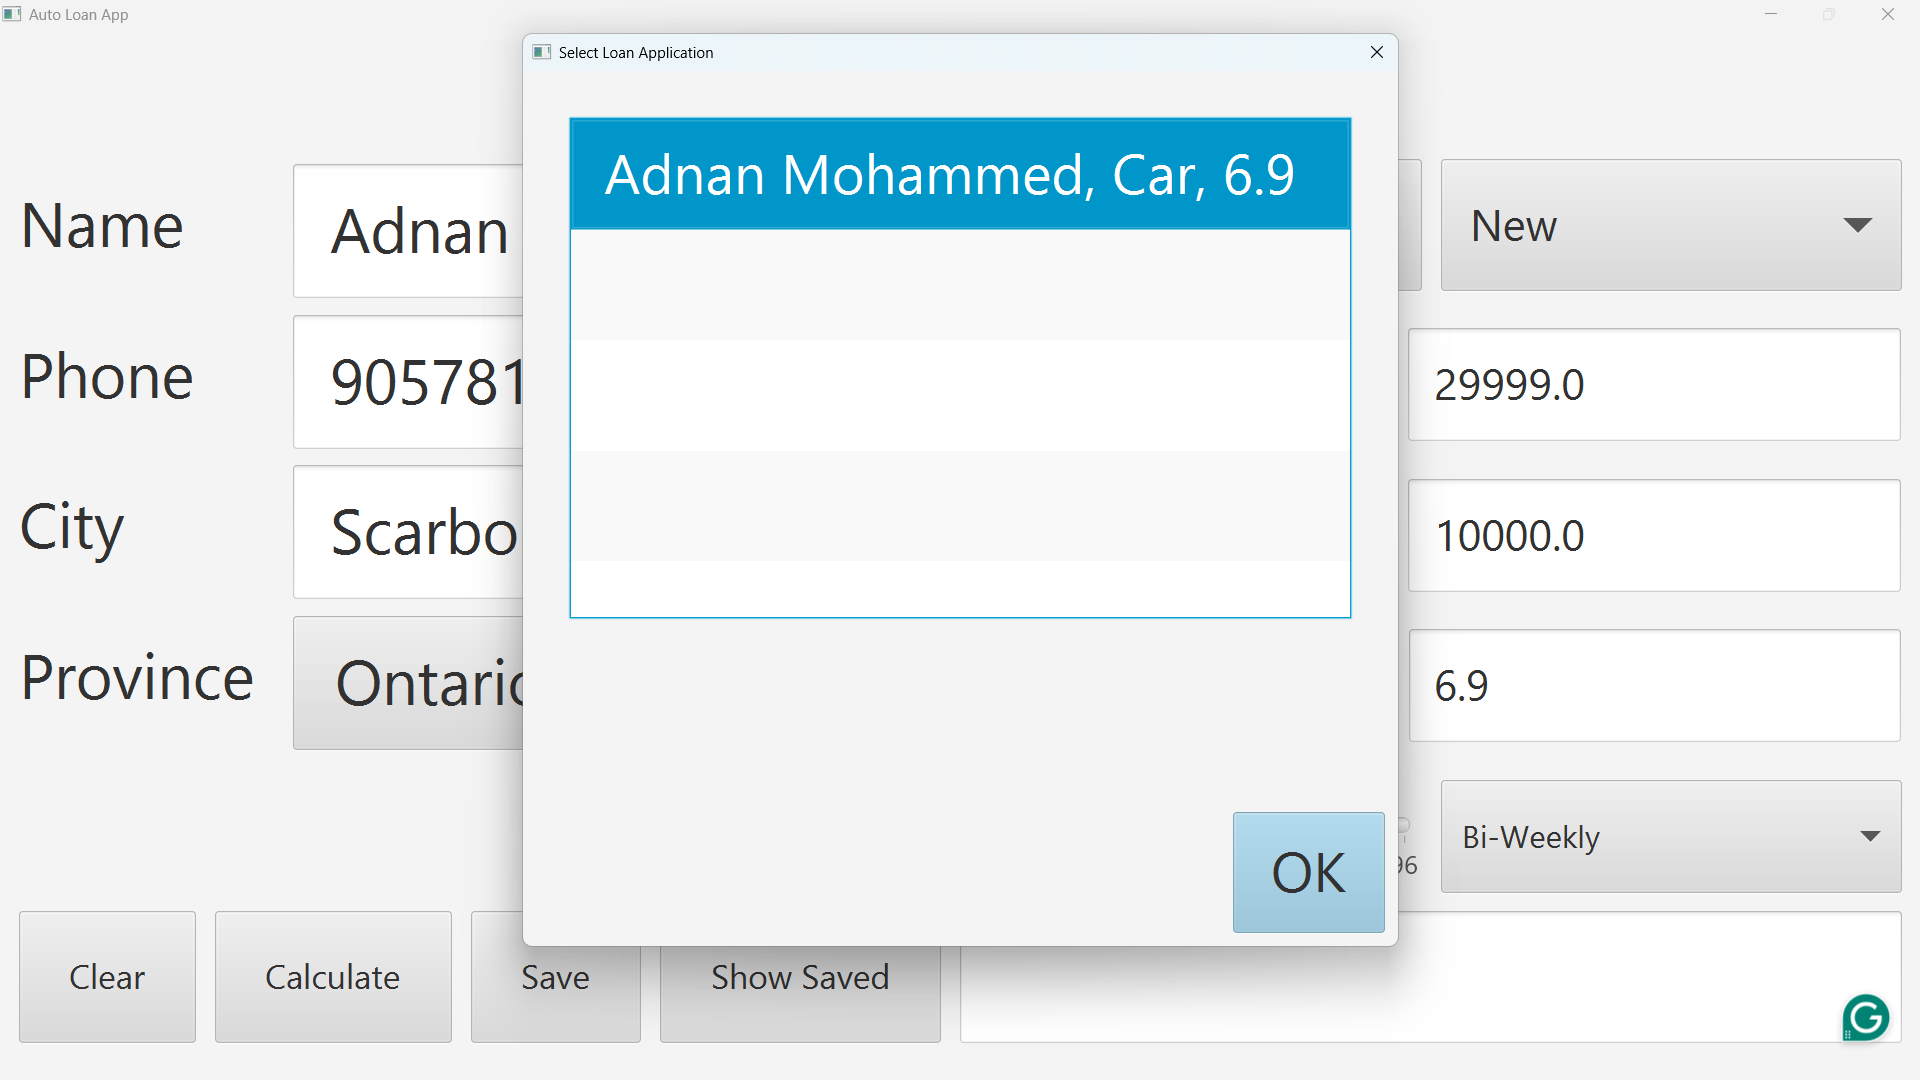 Auto Loan App
Select Loan Application
Adnan Mohammed, Car, 6.9
Name
Adnan
New
Phone
905781
29999.0
City
Scarbo
10000.0
Province
Ontario
6.9
OK
96
Bi-Weekly
Clear
Calculate
Save
Show Saved
G